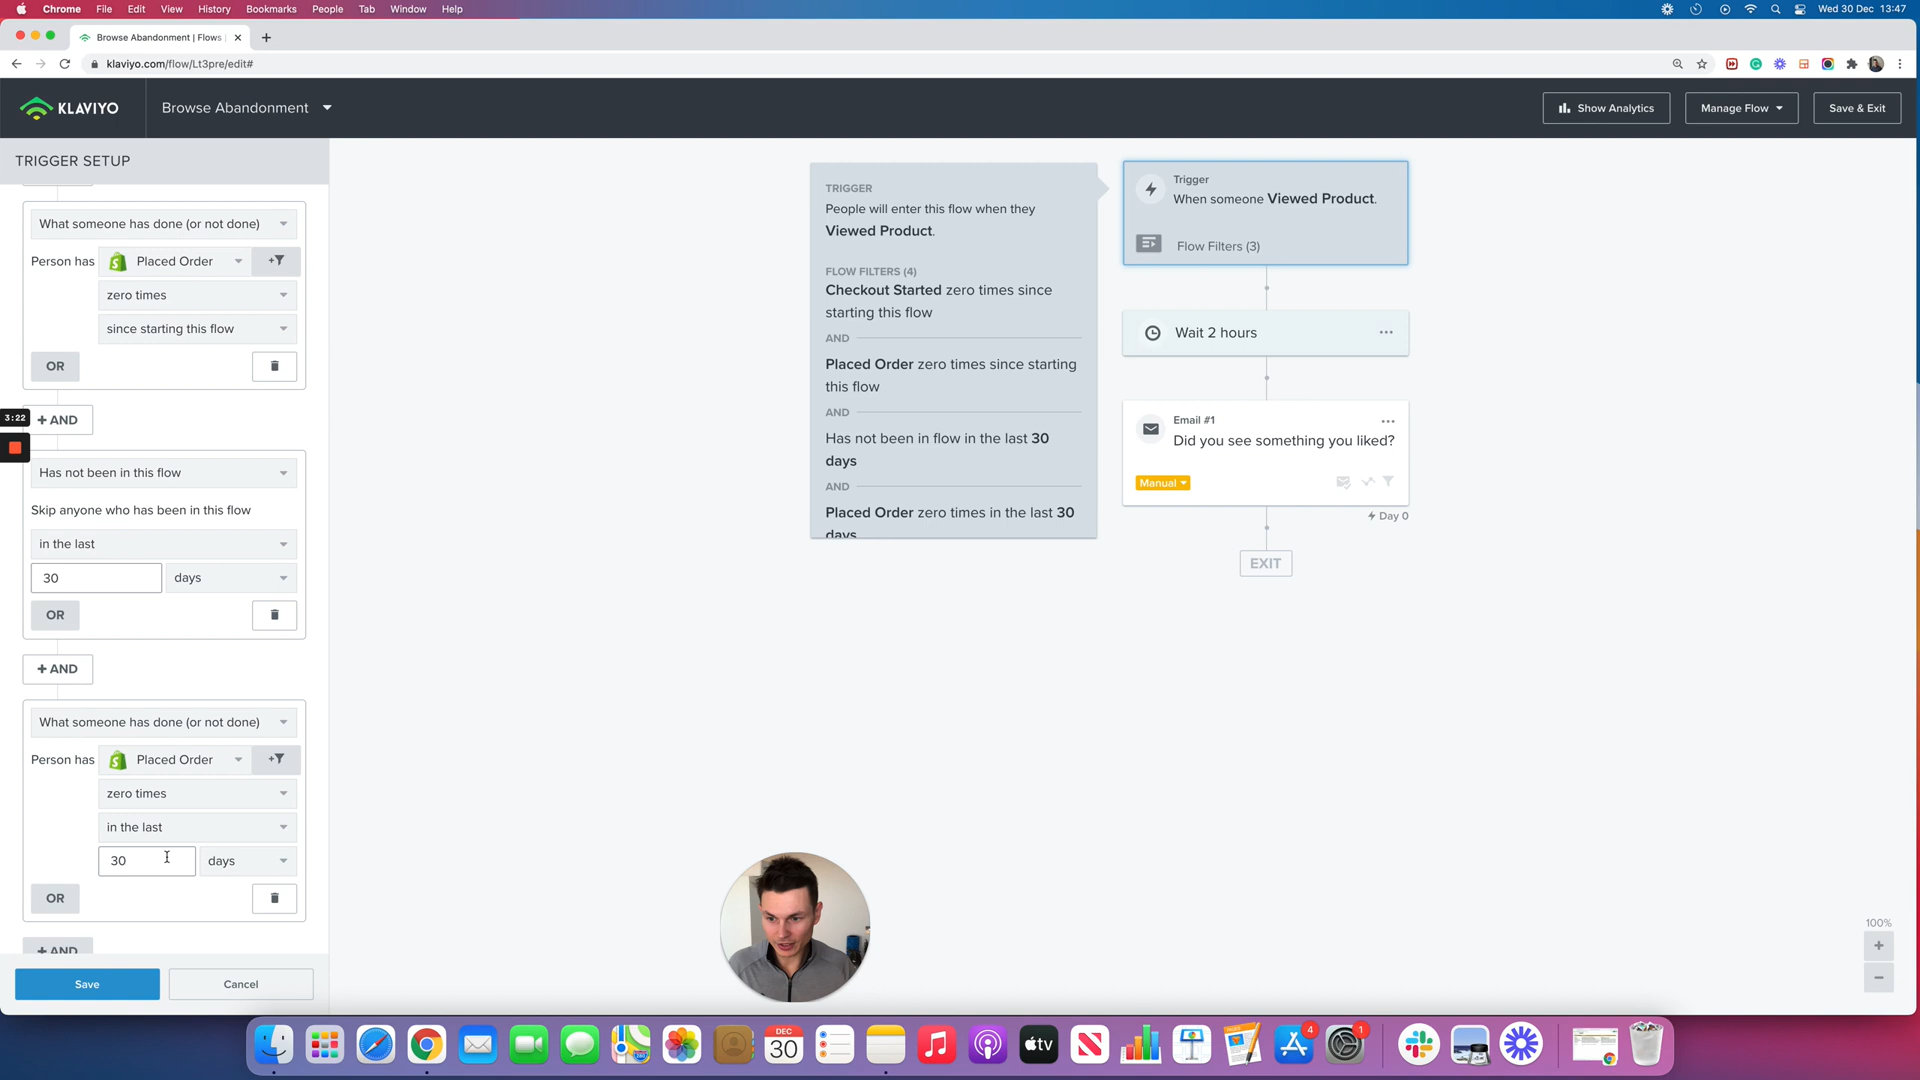 Chrome File Edit View History Bookmarks People Tab Window Help
Wed 30 Dec 13:47
Browse Abandonment | Flows
klaviyo.com/flow/Lt3pre/edit#
KLAVIYO
Browse Abandonment
Show Analytics
Manage Flow
Save & Exit
TRIGGER SETUP
What someone has done (or not done)
Person has Placed Order
zero times
since starting this flow
OR
3:22
+ AND
Has not been in this flow
Skip anyone who has been in this flow
in the last
30 days
OR
+ AND
What someone has done (or not done)
Person has Placed Order
zero times
in the last
30 days
OR
+ AND
Save
Cancel
TRIGGER
People will enter this flow when they
Viewed Product.
FLOW FILTERS (4)
Checkout Started zero times since
starting this flow
AND
Placed Order zero times since starting
this flow
AND
Has not been in flow in the last 30
days
AND
Placed Order zero times in the last 30
days
Trigger
When someone Viewed Product.
Flow Filters (3)
Wait 2 hours
Email #1
Did you see something you liked?
Manual
Day 0
EXIT
100%
DEC
30
tv
4
1